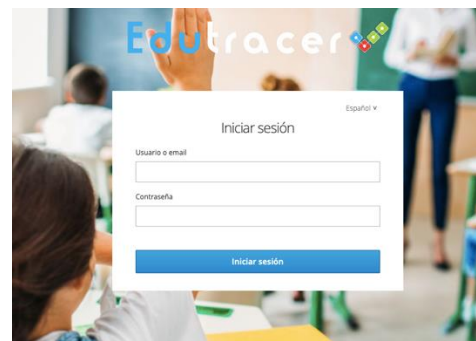 Edutracer
Español
Iniciar sesión
Usuario o email
Contraseña
Iniciar sesión